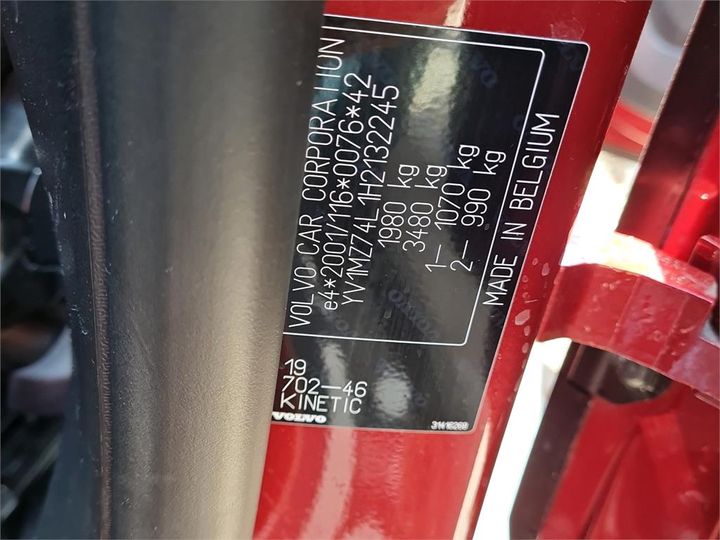 VOLVO CAR CORPORATION
e4*2001/116*0076*42
YV1MZ74L1H2132245
1980 kg
3480 kg
1— 1070 kg
2— 990 kg
MADE IN BELGIUM
19
702—46
KINETIC
VOLVO
31416268